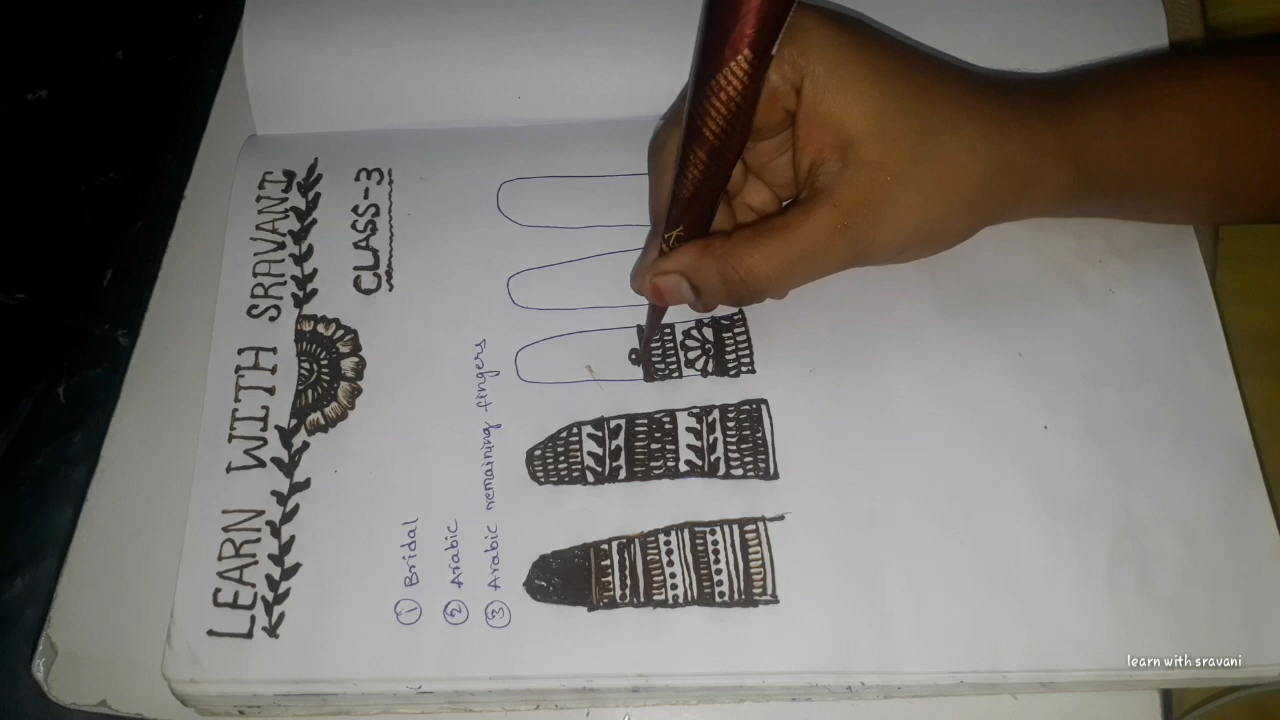 LEARN WITH SRAVANI
CLASS-3
① Bridal
② Arabic
③ Arabic remaining fingers
learn with sravani